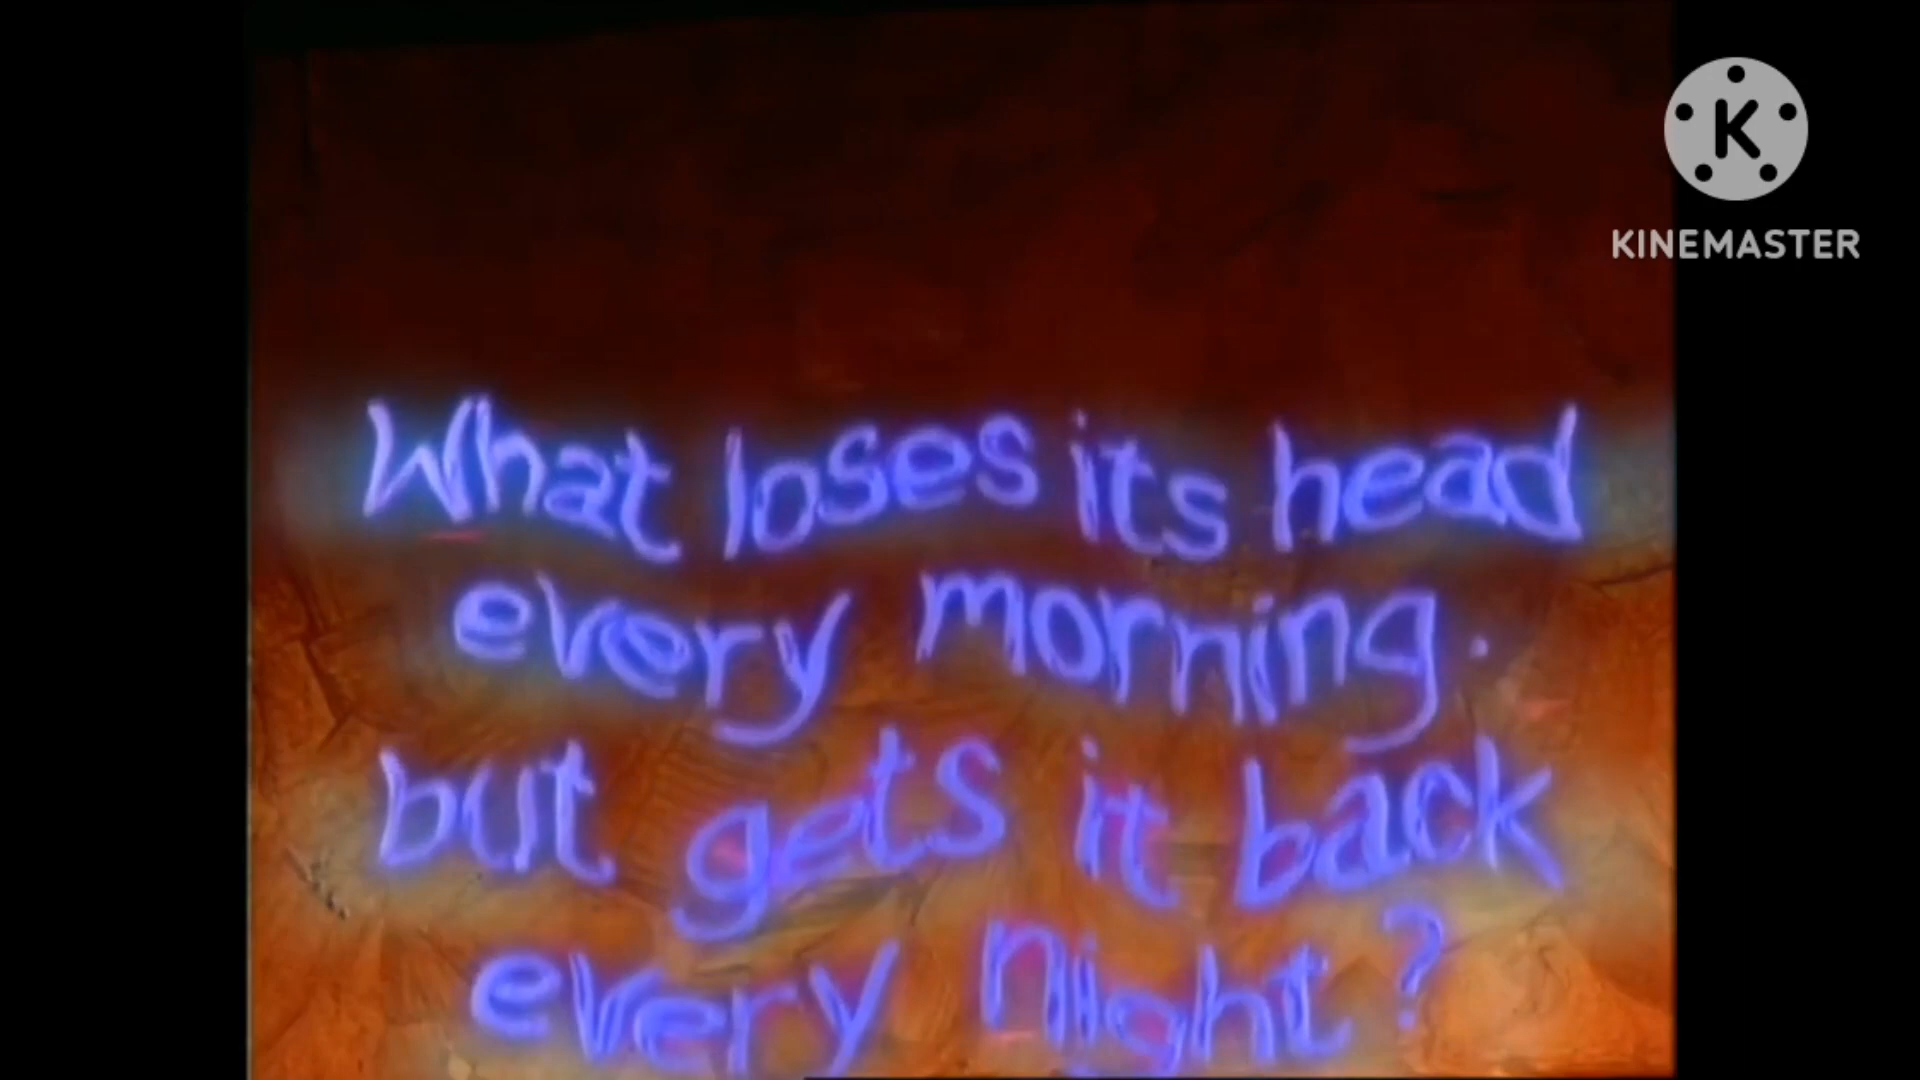 K
KINEMASTER
What loses its head
every morning.
but gets it back
every night?